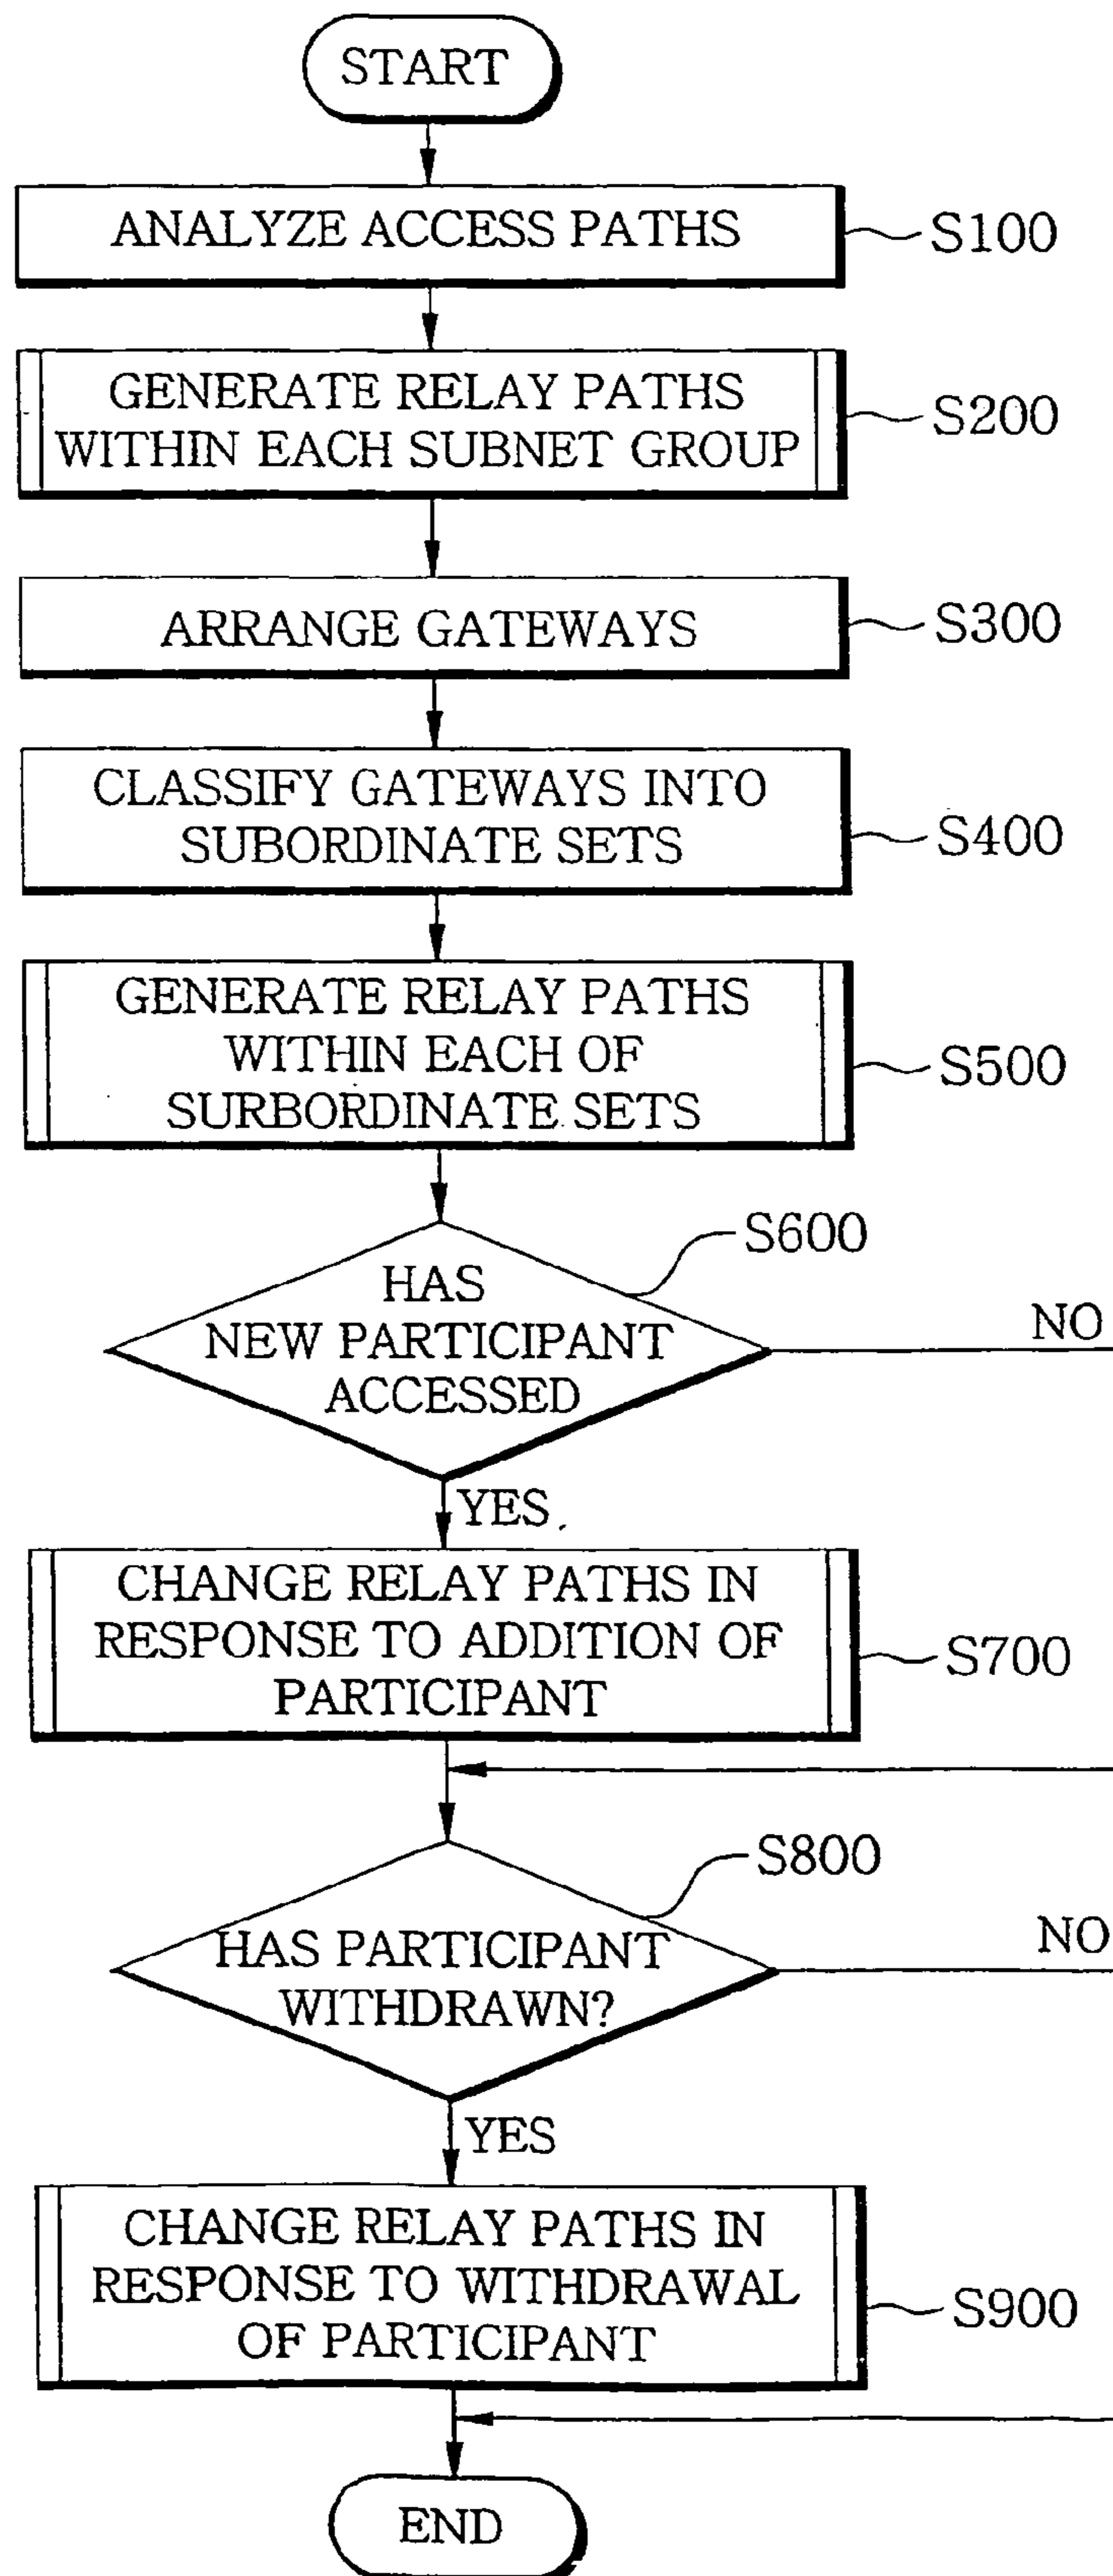 START
ANALYZE ACCESS PATHS
S100
GENERATE RELAY PATHS
WITHIN EACH SUBNET GROUP
S200
ARRANGE GATEWAYS
S300
CLASSIFY GATEWAYS INTO
SUBORDINATE SETS
S400
GENERATE RELAY PATHS
WITHIN EACH OF
SURBORDINATE SETS
S500
S600
HAS
NEW PARTICIPANT
ACCESSED
NO
YES
CHANGE RELAY PATHS IN
RESPONSE TO ADDITION OF
PARTICIPANT
S700
S800
HAS PARTICIPANT
WITHDRAWN?
NO
YES
CHANGE RELAY PATHS IN
RESPONSE TO WITHDRAWAL
OF PARTICIPANT
S900
END